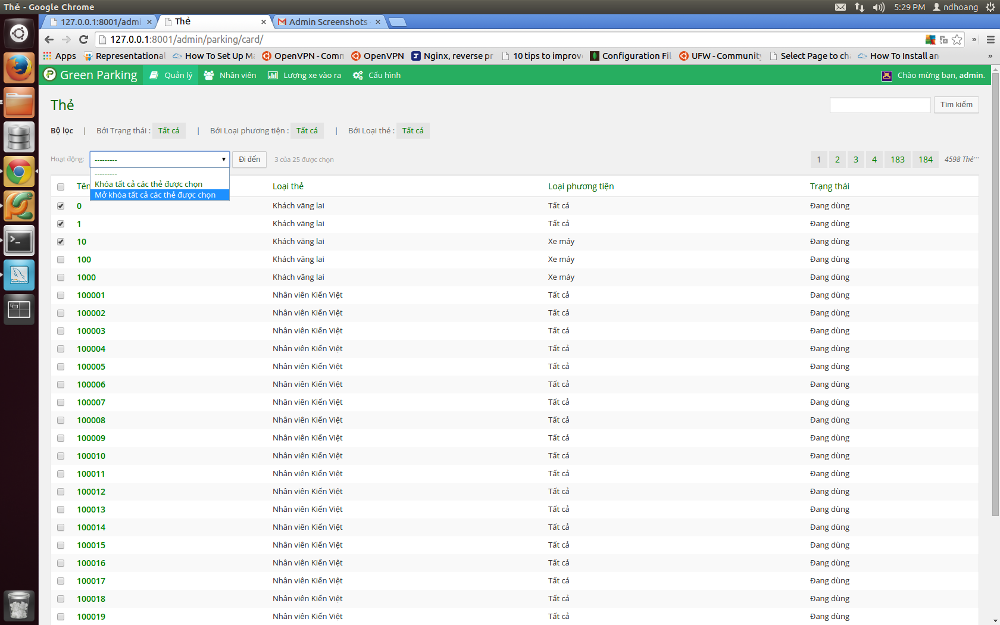 Thẻ - Google Chrome
5:29 PM
ndhoang
127.0.0.1:8001/admi
Thẻ
Admin Screenshots
127.0.0.1:8001/admin/parking/card/
Apps
Representational
How To Set Up Ma
OpenVPN - Comm
OpenVPN
Nginx, reverse pr
10 tips to improv
Configuration Fil
UFW - Community
Select Page to ch
How To Install an
»
Green Parking
Quản lý
Nhân viên
Lượng xe vào ra
Cấu hình
Chào mừng bạn, admin.
Thẻ
Tìm kiếm
Bộ lọc | Bởi Trạng thái : Tất cả | Bởi Loại phương tiện : Tất cả | Bởi Loại thẻ : Tất cả
Hoạt động: --------- Đi đến 3 của 25 được chọn
1 2 3 4 183 184 4598 Thẻ...
---------
Khóa tất cả các thẻ được chọn
Mở khóa tất cả các thẻ được chọn
Tên Loại thẻ Loại phương tiện Trạng thái
0 Khách vãng lai Tất cả Đang dùng
1 Khách vãng lai Tất cả Đang dùng
10 Khách vãng lai Xe máy Đang dùng
100 Khách vãng lai Xe máy Đang dùng
1000 Khách vãng lai Xe máy Đang dùng
100001 Nhân viên Kiến Việt Tất cả Đang dùng
100002 Nhân viên Kiến Việt Tất cả Đang dùng
100003 Nhân viên Kiến Việt Tất cả Đang dùng
100004 Nhân viên Kiến Việt Tất cả Đang dùng
100005 Nhân viên Kiến Việt Tất cả Đang dùng
100006 Nhân viên Kiến Việt Tất cả Đang dùng
100007 Nhân viên Kiến Việt Tất cả Đang dùng
100008 Nhân viên Kiến Việt Tất cả Đang dùng
100009 Nhân viên Kiến Việt Tất cả Đang dùng
100010 Nhân viên Kiến Việt Tất cả Đang dùng
100011 Nhân viên Kiến Việt Tất cả Đang dùng
100012 Nhân viên Kiến Việt Tất cả Đang dùng
100013 Nhân viên Kiến Việt Tất cả Đang dùng
100014 Nhân viên Kiến Việt Tất cả Đang dùng
100015 Nhân viên Kiến Việt Tất cả Đang dùng
100016 Nhân viên Kiến Việt Tất cả Đang dùng
100017 Nhân viên Kiến Việt Tất cả Đang dùng
100018 Nhân viên Kiến Việt Tất cả Đang dùng
100019 Nhân viên Kiến Việt Tất cả Đang dùng